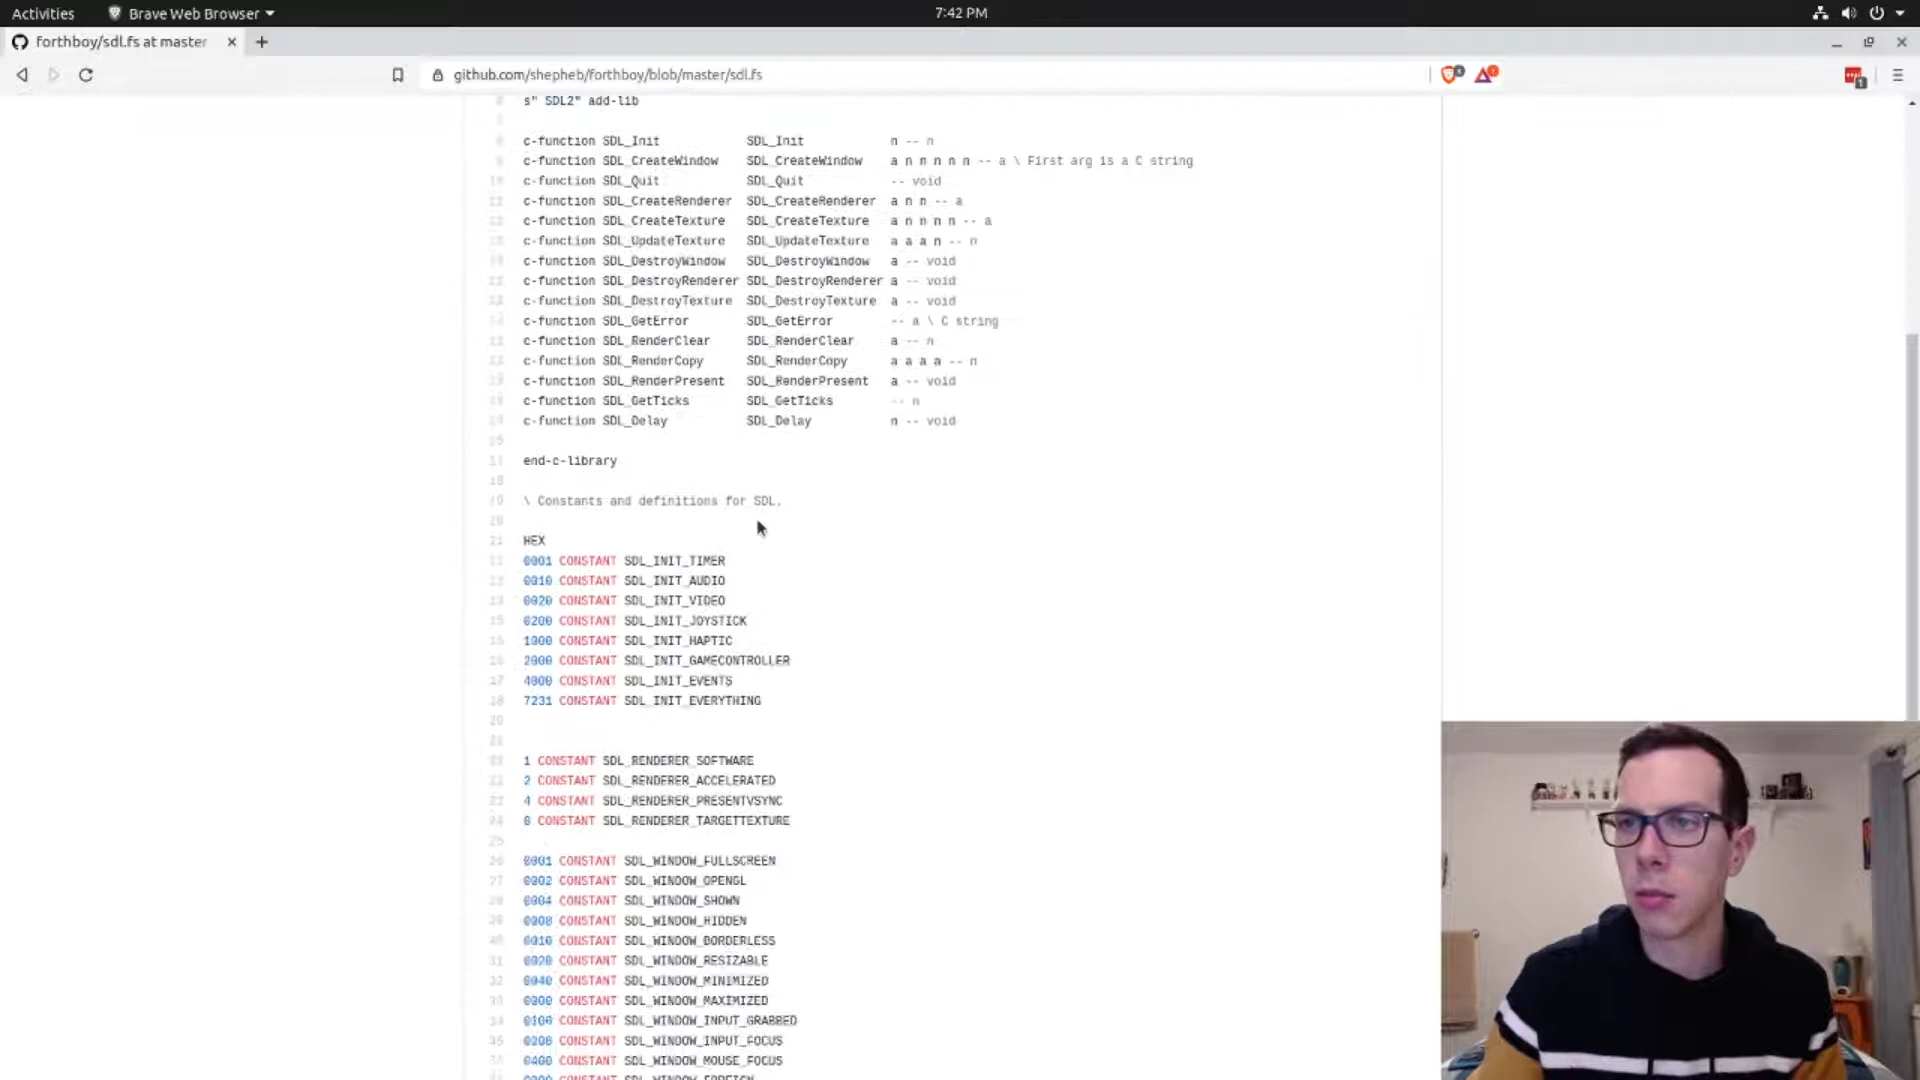 Activities
Brave Web Browser
7:42 PM
forthboy/sdl.fs at master
github.com/shepheb/forthboy/blob/master/sdl.fs
s" SDL2" add-lib
c-function SDL_Init SDL_Init n -- n
c-function SDL_CreateWindow SDL_CreateWindow a n n n n n -- a \ First arg is a C string
c-function SDL_Quit SDL_Quit -- void
c-function SDL_CreateRenderer SDL_CreateRenderer a n n -- a
c-function SDL_CreateTexture SDL_CreateTexture a n n n n -- a
c-function SDL_UpdateTexture SDL_UpdateTexture a a a n -- n
c-function SDL_DestroyWindow SDL_DestroyWindow a -- void
c-function SDL_DestroyRenderer SDL_DestroyRenderer a -- void
c-function SDL_DestroyTexture SDL_DestroyTexture a -- void
c-function SDL_GetError SDL_GetError -- a \ C string
c-function SDL_RenderClear SDL_RenderClear a -- n
c-function SDL_RenderCopy SDL_RenderCopy a a a a -- n
c-function SDL_RenderPresent SDL_RenderPresent a -- void
c-function SDL_GetTicks SDL_GetTicks -- n
c-function SDL_Delay SDL_Delay n -- void
end-c-library
\ Constants and definitions for SDL.
HEX
0001 CONSTANT SDL_INIT_TIMER
0010 CONSTANT SDL_INIT_AUDIO
0020 CONSTANT SDL_INIT_VIDEO
0200 CONSTANT SDL_INIT_JOYSTICK
1000 CONSTANT SDL_INIT_HAPTIC
2000 CONSTANT SDL_INIT_GAMECONTROLLER
4000 CONSTANT SDL_INIT_EVENTS
7231 CONSTANT SDL_INIT_EVERYTHING
1 CONSTANT SDL_RENDERER_SOFTWARE
2 CONSTANT SDL_RENDERER_ACCELERATED
4 CONSTANT SDL_RENDERER_PRESENTVSYNC
8 CONSTANT SDL_RENDERER_TARGETTEXTURE
0001 CONSTANT SDL_WINDOW_FULLSCREEN
0002 CONSTANT SDL_WINDOW_OPENGL
0004 CONSTANT SDL_WINDOW_SHOWN
0008 CONSTANT SDL_WINDOW_HIDDEN
0010 CONSTANT SDL_WINDOW_BORDERLESS
0020 CONSTANT SDL_WINDOW_RESIZABLE
0040 CONSTANT SDL_WINDOW_MINIMIZED
CONSTANT SDL_WINDOW_MAXIMIZED
0100 CONSTANT SDL_WINDOW_INPUT_GRABBED
0200 CONSTANT SDL_WINDOW_INPUT_FOCUS
0400 CONSTANT SDL_WINDOW_MOUSE_FOCUS
CONSTANT SDL_WINDOW_FOREIGN